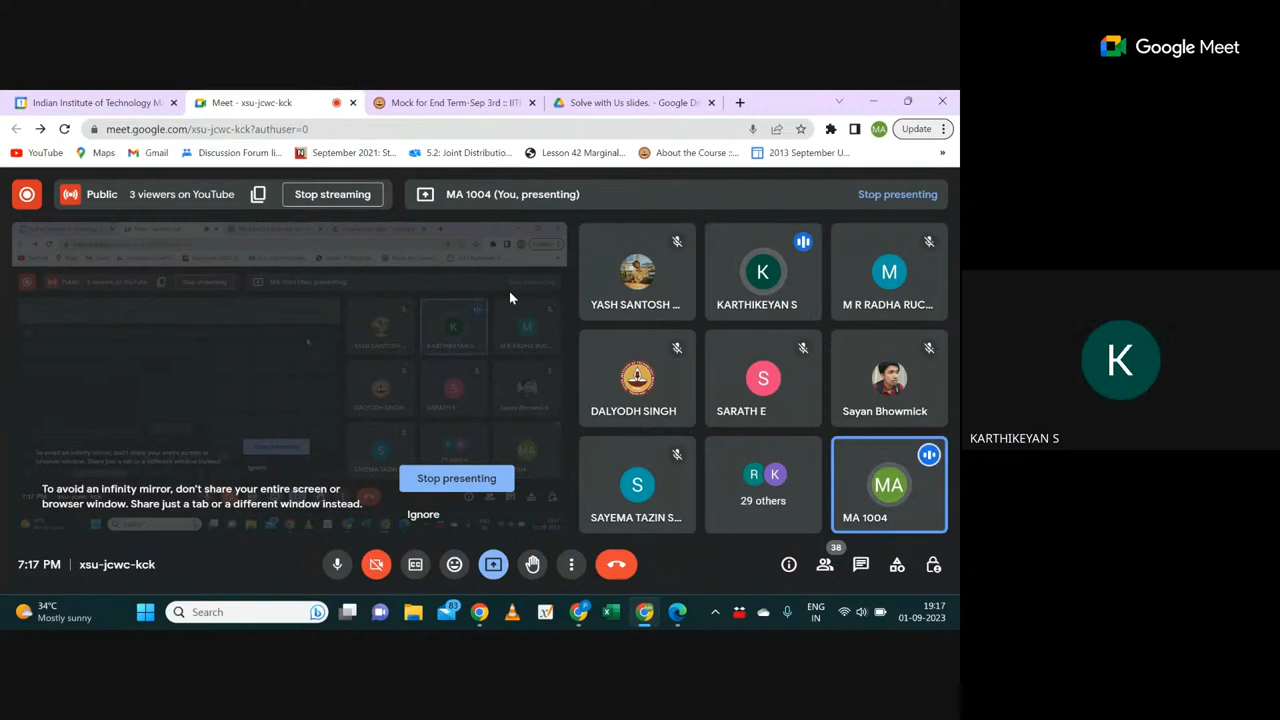 Google Meet
Indian Institute of Technology M
Meet - xsu-jcwc-kck
Mock for End Term-Sep 3rd :: IIT
Solve with Us slides. - Google D
meet.google.com/xsu-jcwc-kck?authuser=0
MA
Update
YouTube
Maps
Gmail
Discussion Forum li...
September 2021: St...
5.2: Joint Distributio...
Lesson 42 Marginal...
About the Course ::...
2013 September U...
»
Public
3 viewers on YouTube
Stop streaming
MA 1004 (You, presenting)
Stop presenting
YASH SANTOSH ...
K
KARTHIKEYAN S
M
M R RADHA RUC...
DALYODH SINGH
S
SARATH E
Sayan Bhowmick
S
SAYEMA TAZIN S...
R K
29 others
MA
MA 1004
To avoid an infinity mirror, don't share your entire screen or
browser window. Share just a tab or a different window instead.
Stop presenting
Ignore
K
KARTHIKEYAN S
7:17 PM
xsu-jcwc-kck
38
34°C
Mostly sunny
Search
83
ENG
IN
19:17
01-09-2023